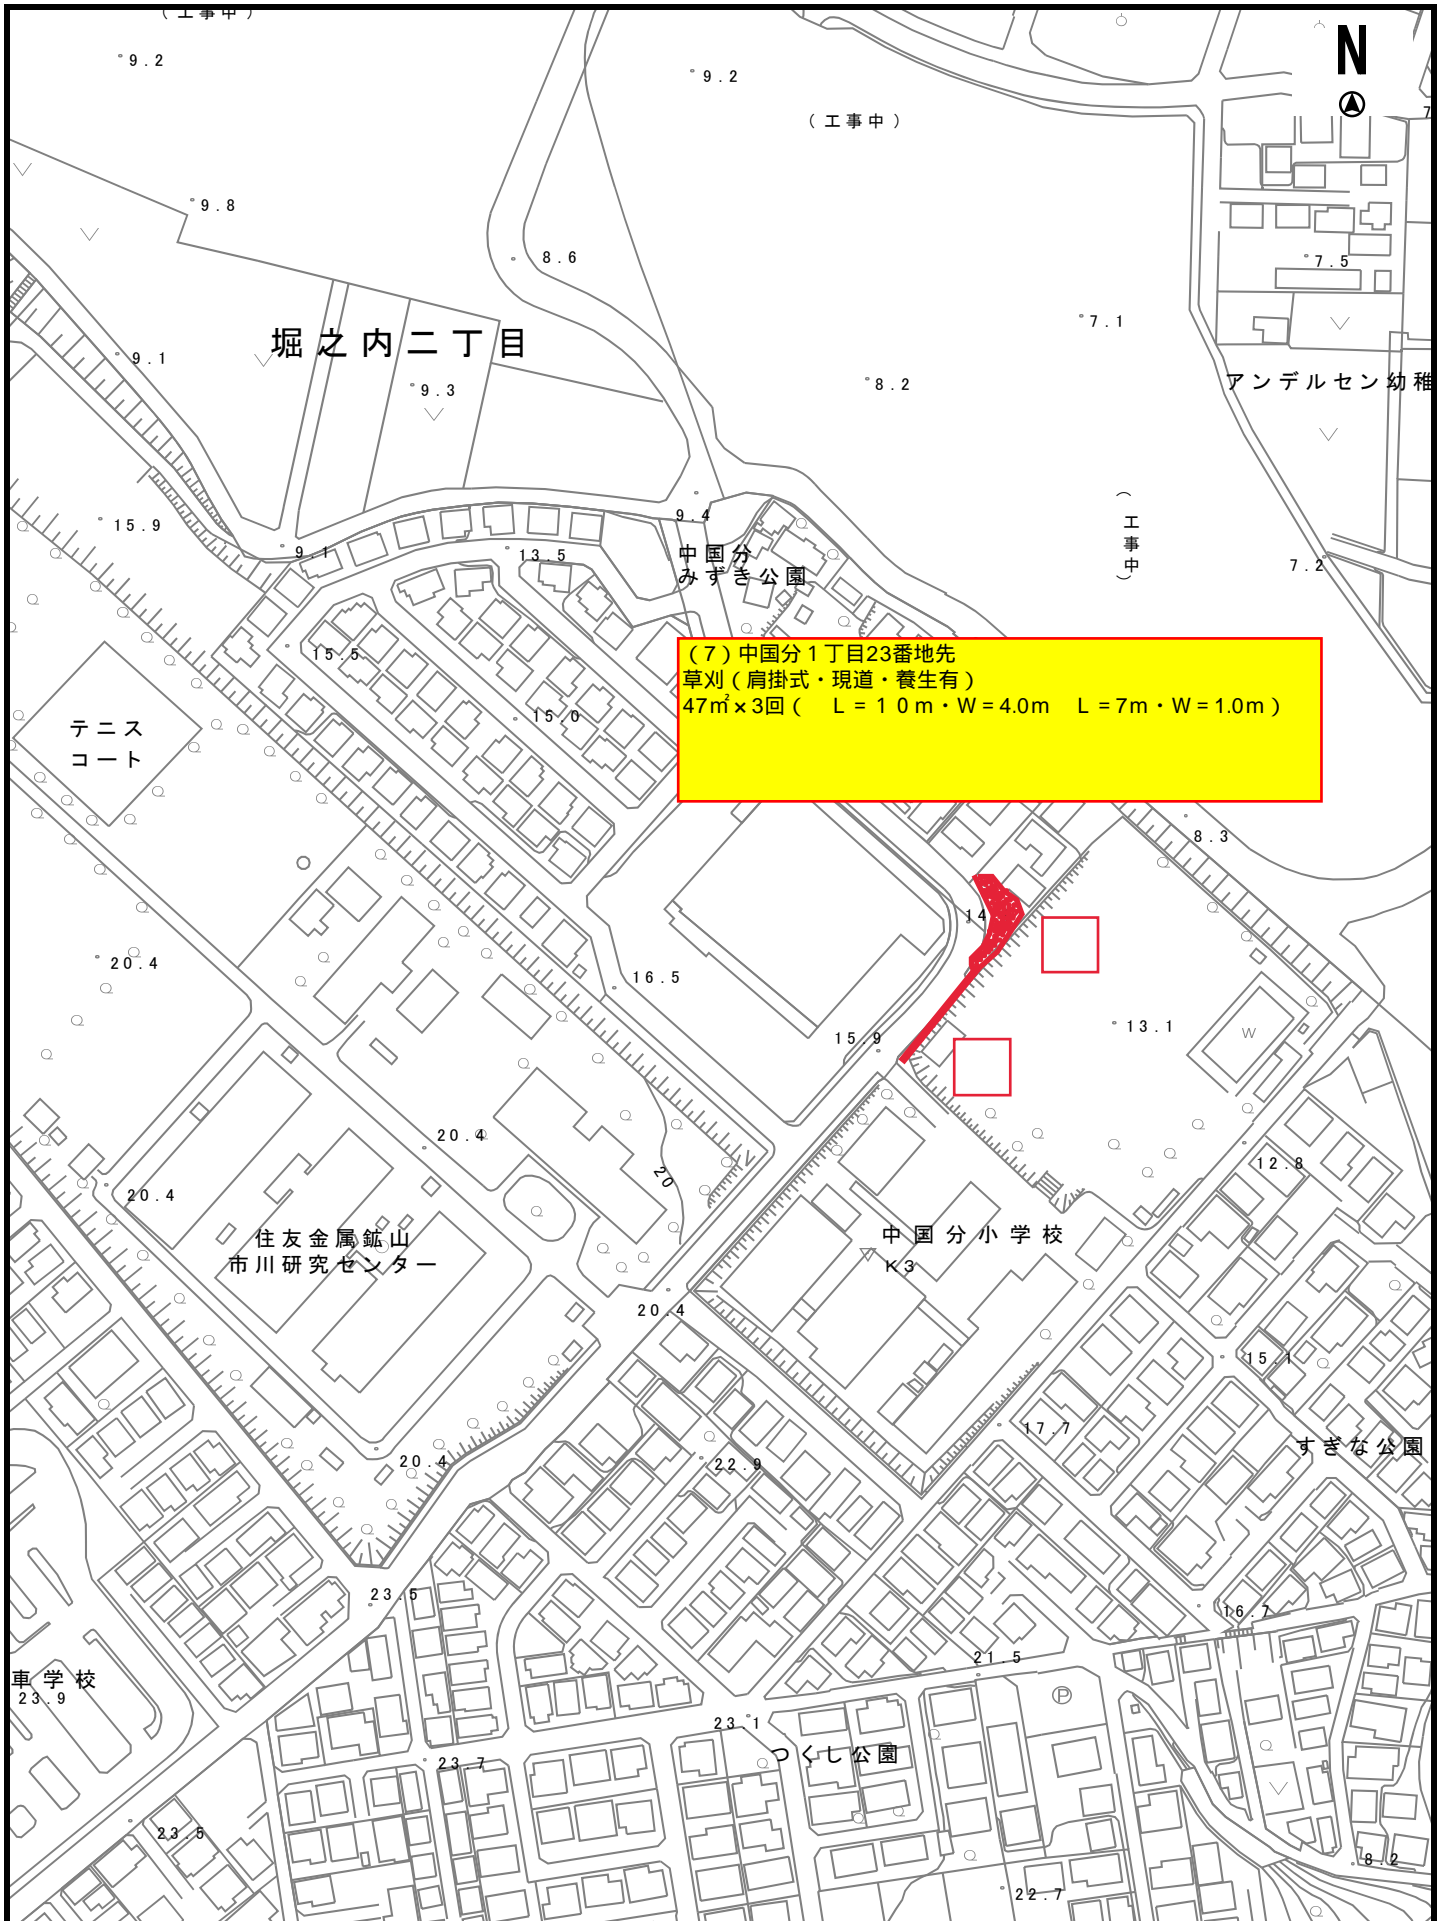 (工事中)
N
9.2
9.2
(工事中)
7
9.8
8.6
7.5
堀之内二丁目
7.1
9.1
9.3
8.2
アンデルセン幼稚
9.4
15.9
(工事中)
9.1
13.5
中国分
みずき公園
7.2
15.5
(7)中国分1丁目23番地先
草刈(肩掛式・現道・養生有)
47㎡×3回( L=10m・W=4.0m L=7m・W=1.0m)
15.0
テニス
コート
8.3
14
20.4
16.5
13.1
15.9
W
20.4
20
12.8
20.4
住友金属鉱山
市川研究センター
中国分小学校
K3
20.4
15.1
17.7
すぎな公園
20.4
22.9
23.5
16.7
21.5
車学校
23.9
P
23.1
つくし公園
23.7
23.5
8.2
22.7